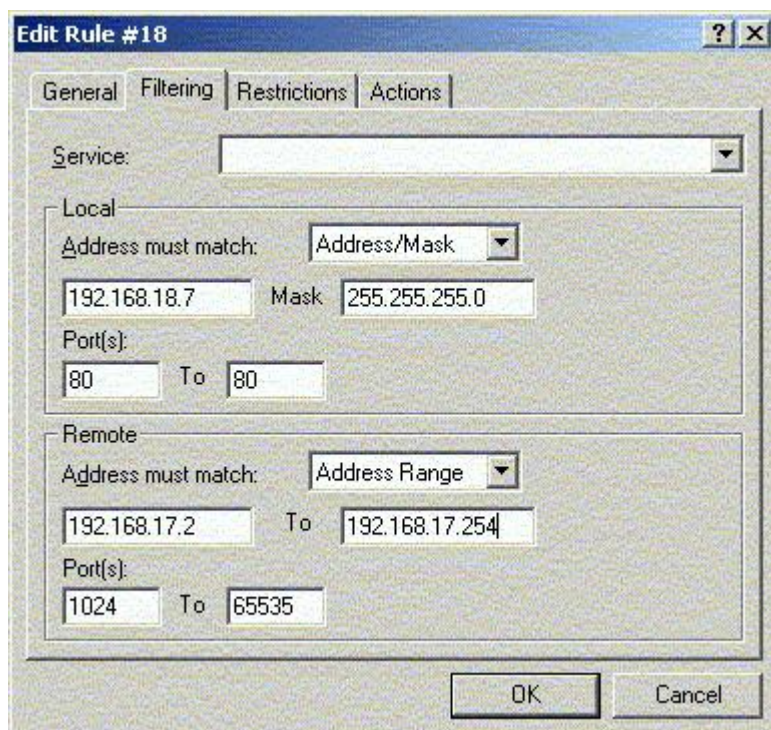 Edit Rule #18
General Filtering Restrictions Actions
Service:
Local
Address must match: Address/Mask
192.168.18.7 Mask 255.255.255.0
Port(s):
80 To 80
Remote
Address must match: Address Range
192.168.17.2 To 192.168.17.254
Port(s):
1024 To 65535
OK Cancel